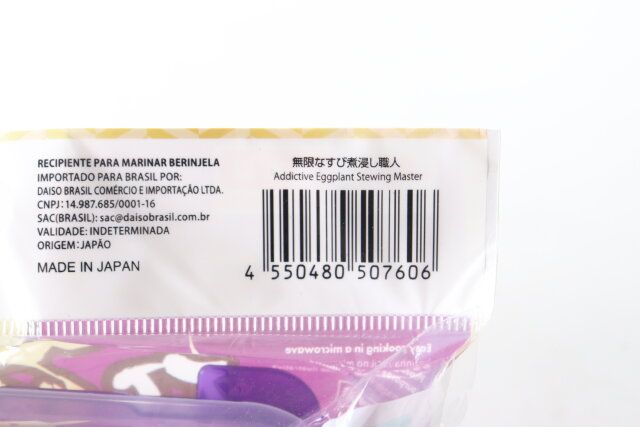 RECIPIENTE PARA MARINAR BERINJELA
IMPORTADO PARA BRASIL POR:
DAISO BRASIL COMÉRCIO E IMPORTAÇÃO LTDA.
CNPJ: 14.987.685/0001-16
SAC(BRASIL): sac@daisobrasil.com.br
VALIDADE: INDETERMINADA
ORIGEM: JAPÃO
MADE IN JAPAN
無限なすび煮浸し職人
Addictive Eggplant Stewing Master
4 550480 507606
Easy cooking in a microwave